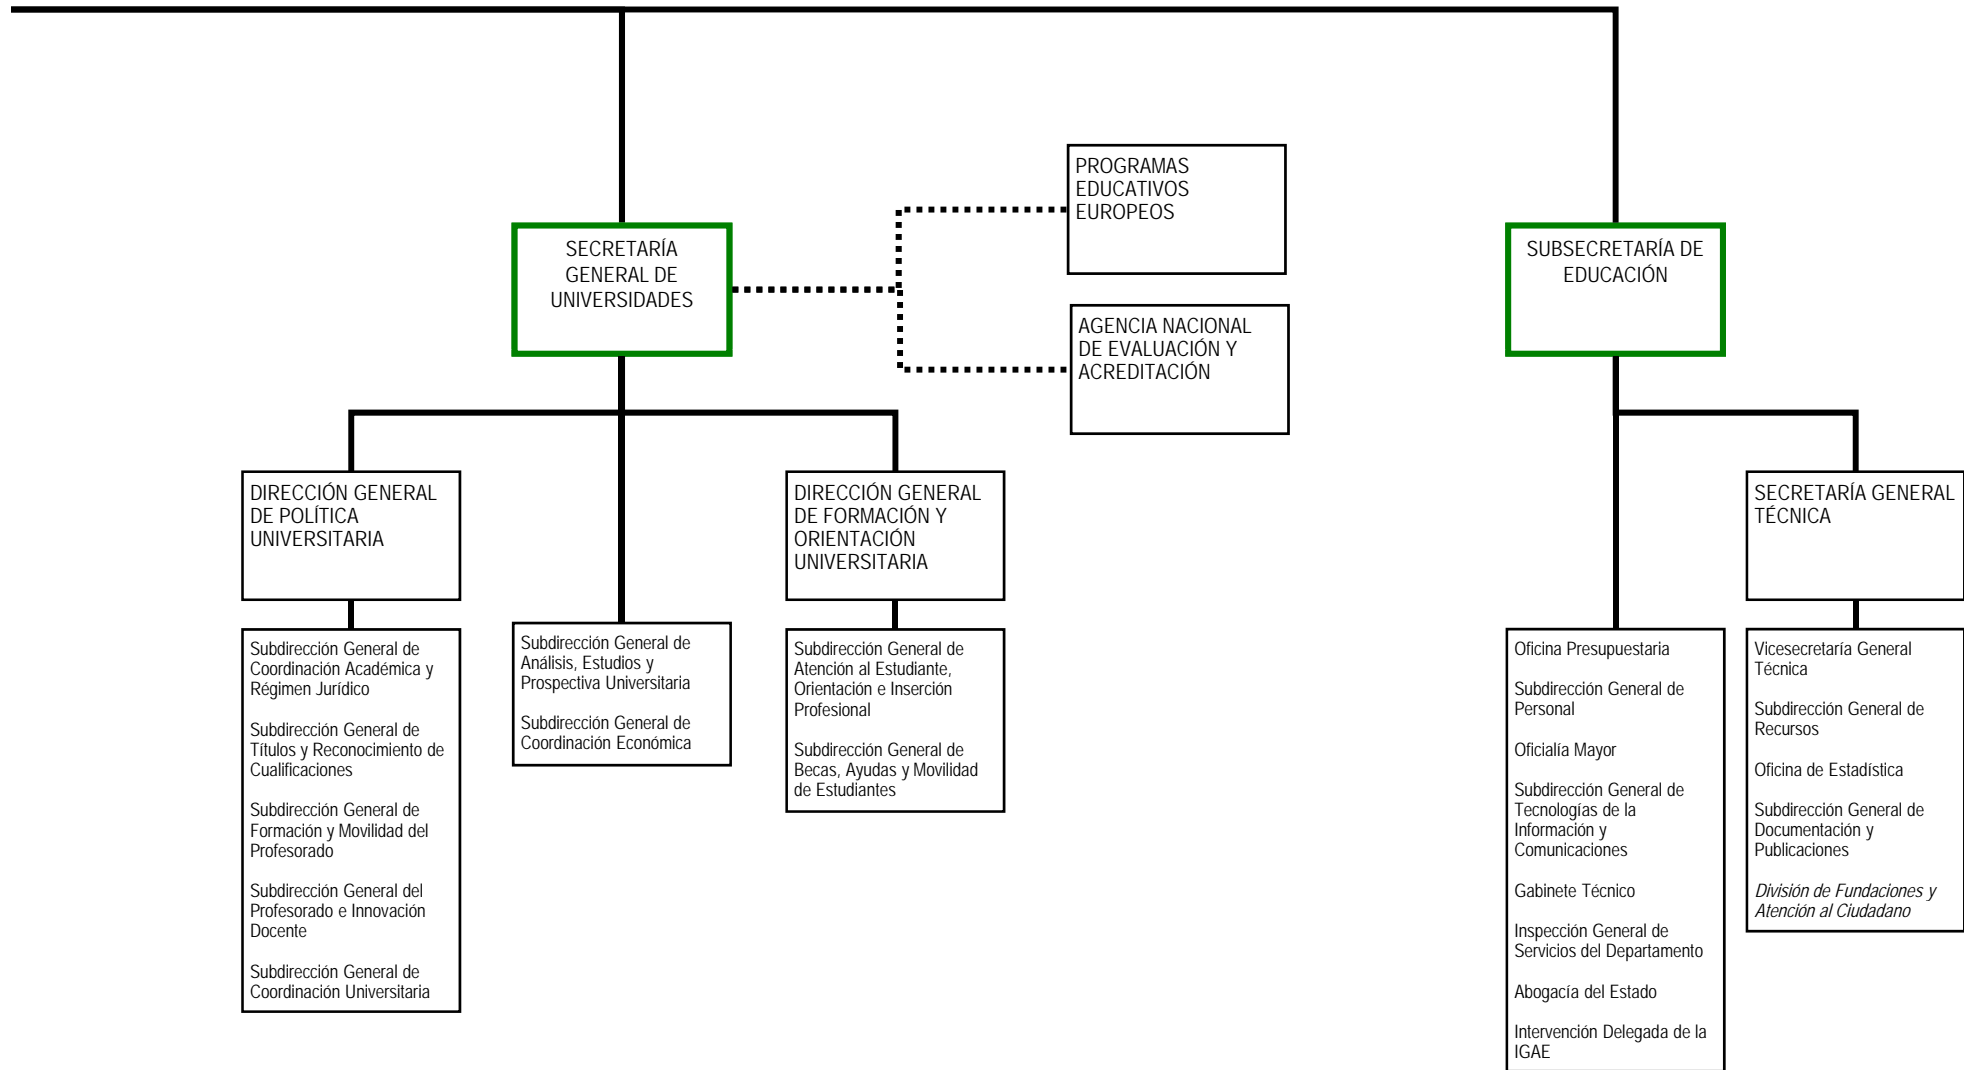 PROGRAMAS
EDUCATIVOS
EUROPEOS
SECRETARÍA
GENERAL DE
UNIVERSIDADES
SUBSECRETARÍA DE
EDUCACIÓN
AGENCIA NACIONAL
DE EVALUACIÓN Y
ACREDITACIÓN
DIRECCIÓN GENERAL
DE POLÍTICA
UNIVERSITARIA
DIRECCIÓN GENERAL
DE FORMACIÓN Y
ORIENTACIÓN
UNIVERSITARIA
SECRETARÍA GENERAL
TÉCNICA
Subdirección General de
Coordinación Académica y
Régimen Jurídico
Subdirección General de
Títulos y Reconocimiento de
Cualificaciones
Subdirección General de
Formación y Movilidad del
Profesorado
Subdirección General del
Profesorado e Innovación
Docente
Subdirección General de
Coordinación Universitaria
Subdirección General de
Análisis, Estudios y
Prospectiva Universitaria
Subdirección General de
Coordinación Económica
Subdirección General de
Atención al Estudiante,
Orientación e Inserción
Profesional
Subdirección General de
Becas, Ayudas y Movilidad
de Estudiantes
Oficina Presupuestaria
Subdirección General de
Personal
Oficialía Mayor
Subdirección General de
Tecnologías de la
Información y
Comunicaciones
Gabinete Técnico
Inspección General de
Servicios del Departamento
Abogacía del Estado
Intervención Delegada de la
IGAE
Vicesecretaría General
Técnica
Subdirección General de
Recursos
Oficina de Estadística
Subdirección General de
Documentación y
Publicaciones
División de Fundaciones y
Atención al Ciudadano